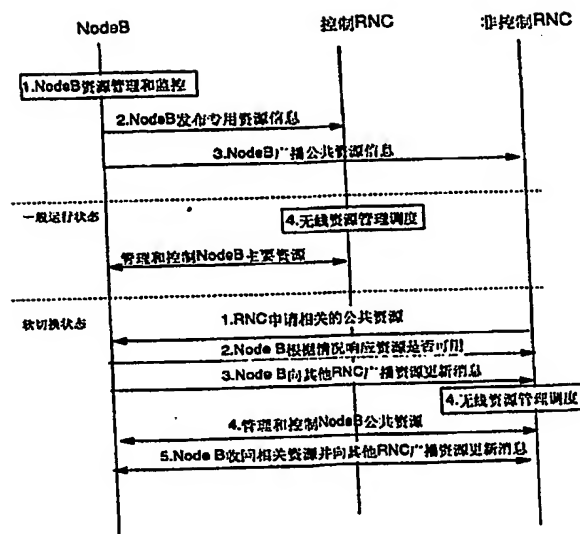 NodeB
控制RNC
非控制RNC
1.NodeB资源管理和监控
2.NodeB发布专用资源信息
3.NodeB广播公共资源信息
一般运行状态
4.无线资源管理调度
管理和控制NodeB主要资源
软切换状态
1.RNC申请相关的公共资源
2.Node B根据情况响应资源是否可用
3.Node B向其他RNC广播资源更新消息
4.无线资源管理调度
4.管理和控制NodeB公共资源
5.Node B收回相关资源并向其他RNC广播资源更新消息